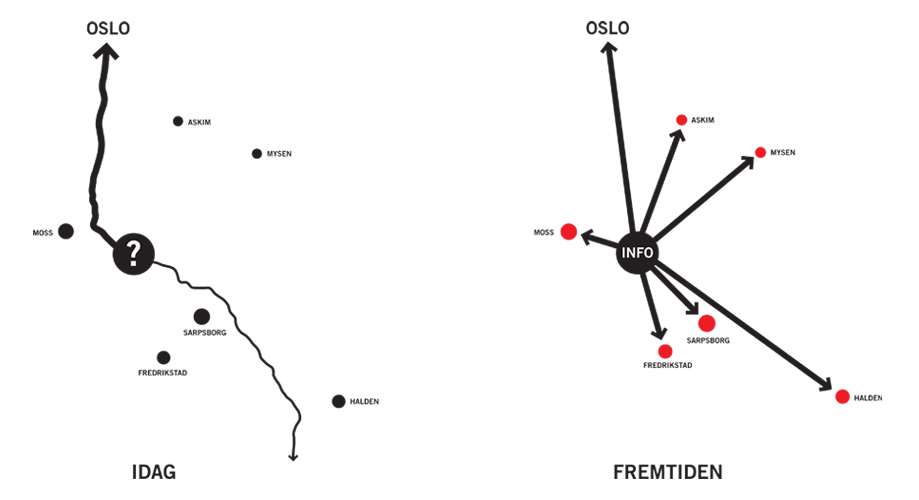 OSLO
ASKIM
MYSEN
MOSS
?
SARPSBORG
FREDRIKSTAD
HALDEN
IDAG
OSLO
ASKIM
MYSEN
MOSS
INFO
SARPSBORG
FREDRIKSTAD
HALDEN
FREMTIDEN